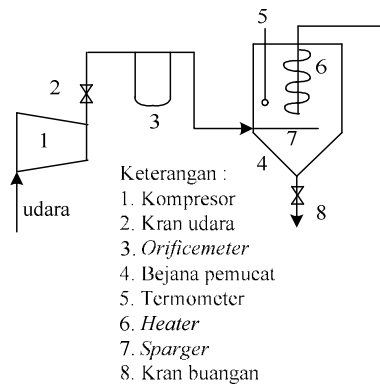 5
2
6
1
3
7
4
Keterangan :
1. Kompresor
udara
2. Kran udara
8
3. Orificemeter
4. Bejana pemucat
5. Termometer
6. Heater
7. Sparger
8. Kran buangan